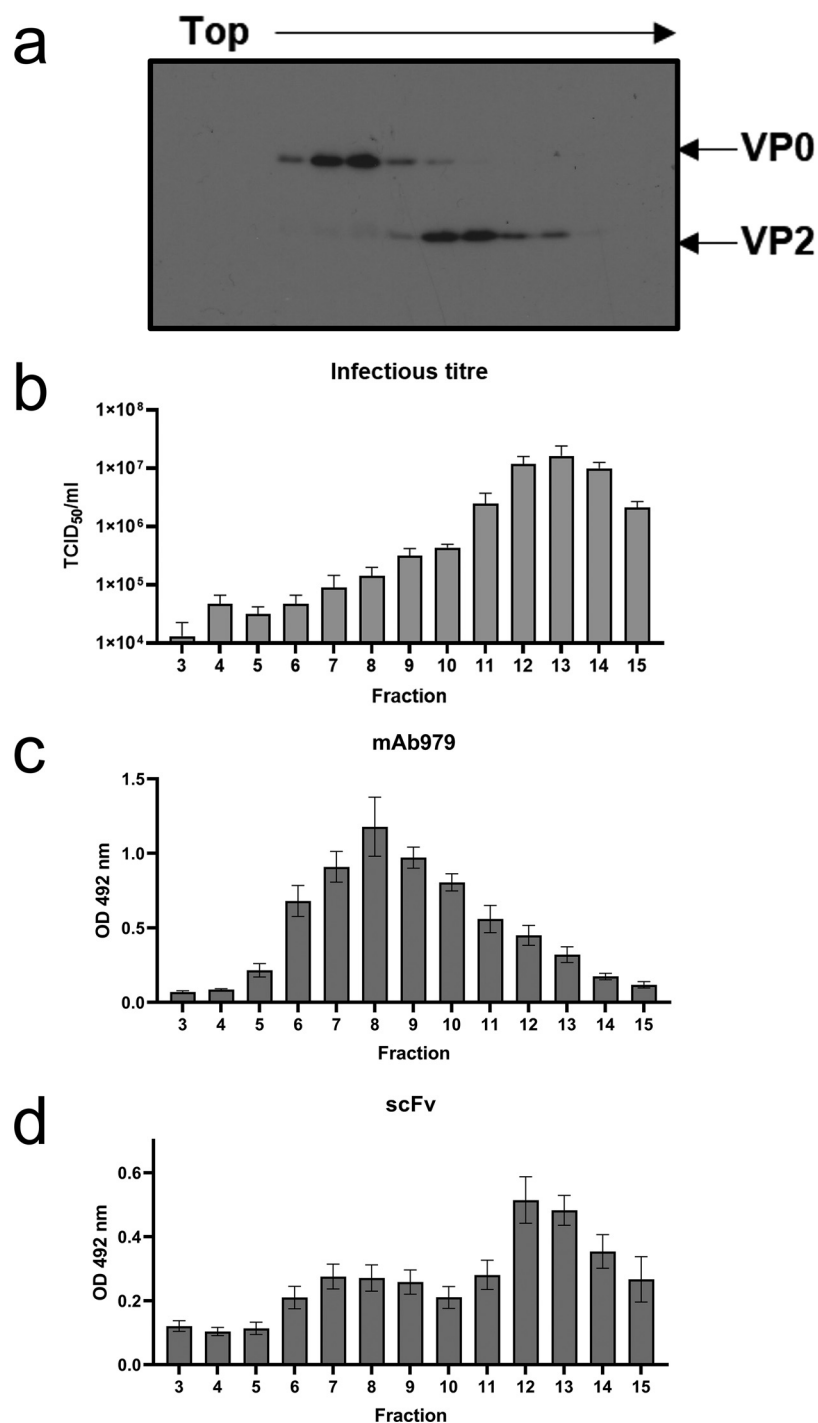 a
Top
VP0
VP2
b
Infectious titre
1×10⁸
1×10⁷
1×10⁶
1×10⁵
1×10⁴
TCID₅₀/ml
3 4 5 6 7 8 9 10 11 12 13 14 15
Fraction
c
mAb979
1.5
1.0
0.5
0.0
OD 492 nm
3 4 5 6 7 8 9 10 11 12 13 14 15
Fraction
d
scFv
0.6
0.4
0.2
0.0
OD 492 nm
3 4 5 6 7 8 9 10 11 12 13 14 15
Fraction